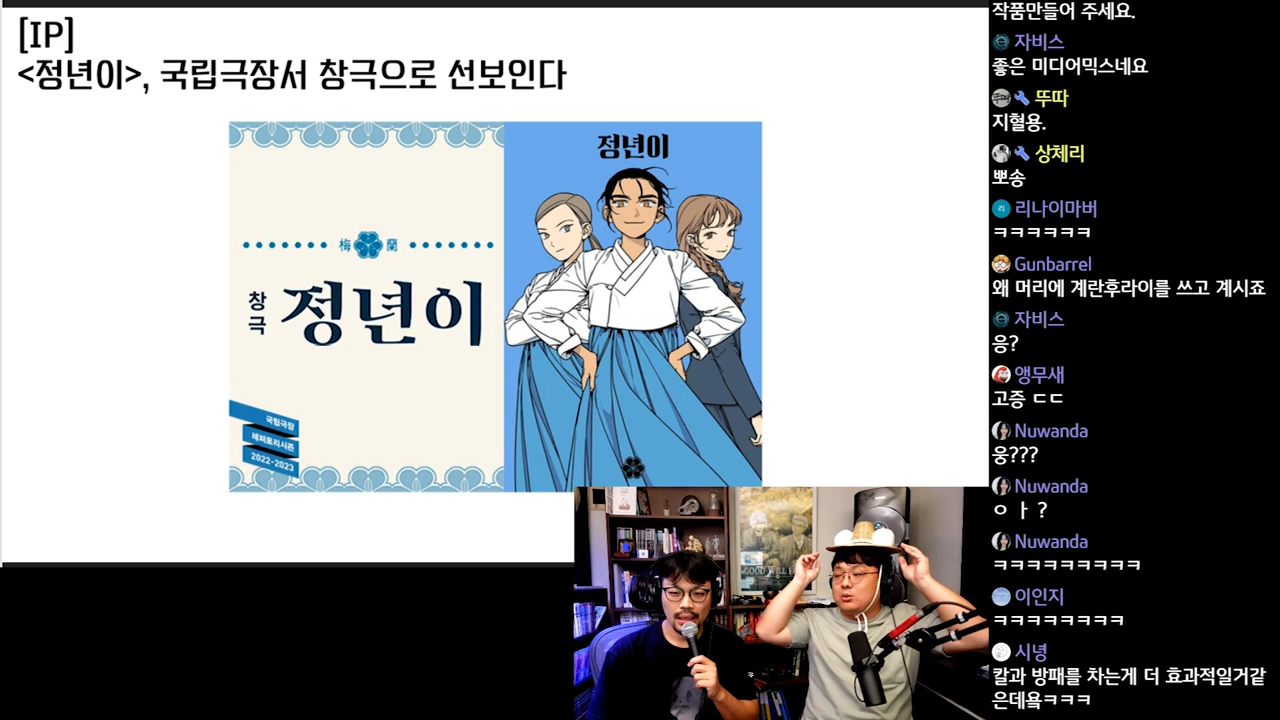 [IP]
<정년이>, 국립극장서 창극으로 선보인다
梅 蘭
창극 정년이
국립극장
레퍼토리시즌
2022-2023
정년이
GOOD WILL
작품만들어 주세요.
자비스
좋은 미디어믹스네요
뚜따
지혈용.
상체리
뽀송
리
리나이마버
ㅋㅋㅋㅋㅋㅋ
Gunbarrel
왜 머리에 계란후라이를 쓰고 계시죠
자비스
응?
앵무새
고증 ㄷㄷ
Nuwanda
웅???
Nuwanda
ㅇㅏ?
Nuwanda
ㅋㅋㅋㅋㅋㅋㅋㅋㅋ
이인지
ㅋㅋㅋㅋㅋㅋㅋㅋ
시녕
칼과 방패를 차는게 더 효과적일거같
은데욬ㅋㅋㅋ